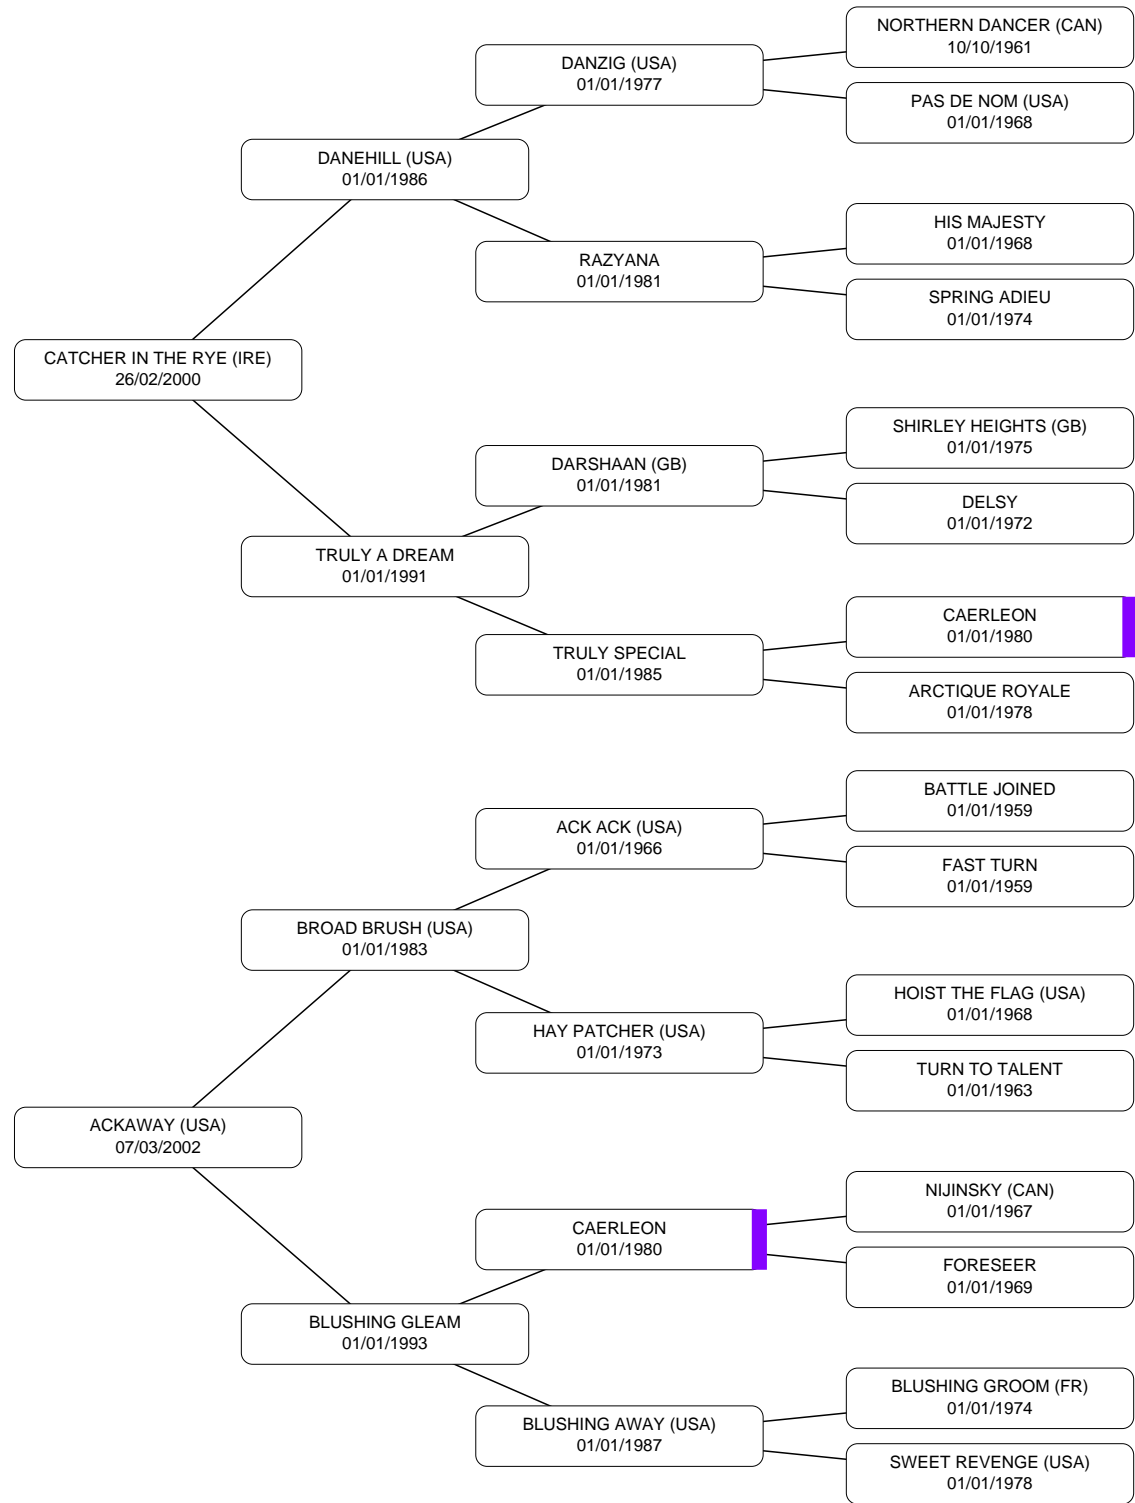 NORTHERN DANCER (CAN)
10/10/1961
DANZIG (USA)
01/01/1977
PAS DE NOM (USA)
01/01/1968
DANEHILL (USA)
01/01/1986
HIS MAJESTY
01/01/1968
RAZYANA
01/01/1981
SPRING ADIEU
01/01/1974
CATCHER IN THE RYE (IRE)
26/02/2000
SHIRLEY HEIGHTS (GB)
01/01/1975
DARSHAAN (GB)
01/01/1981
DELSY
01/01/1972
TRULY A DREAM
01/01/1991
CAERLEON
01/01/1980
TRULY SPECIAL
01/01/1985
ARCTIQUE ROYALE
01/01/1978
BATTLE JOINED
01/01/1959
ACK ACK (USA)
01/01/1966
FAST TURN
01/01/1959
BROAD BRUSH (USA)
01/01/1983
HOIST THE FLAG (USA)
01/01/1968
HAY PATCHER (USA)
01/01/1973
TURN TO TALENT
01/01/1963
ACKAWAY (USA)
07/03/2002
NIJINSKY (CAN)
01/01/1967
CAERLEON
01/01/1980
FORESEER
01/01/1969
BLUSHING GLEAM
01/01/1993
BLUSHING GROOM (FR)
01/01/1974
BLUSHING AWAY (USA)
01/01/1987
SWEET REVENGE (USA)
01/01/1978